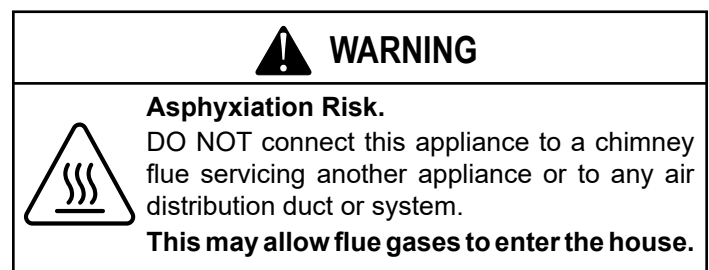 WARNING
Asphyxiation Risk.
DO NOT connect this appliance to a chimney
flue servicing another appliance or to any air
distribution duct or system.
This may allow flue gases to enter the house.